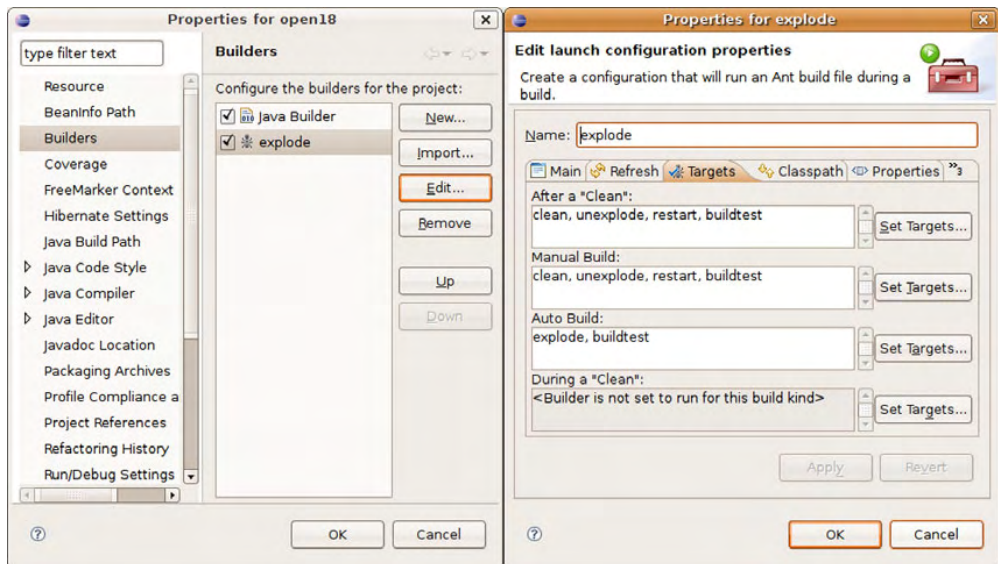 Properties for open18
type filter text
Resource
BeanInfo Path
Builders
Coverage
FreeMarker Context
Hibernate Settings
Java Build Path
Java Code Style
Java Compiler
Java Editor
Javadoc Location
Packaging Archives
Profile Compliance a
Project References
Refactoring History
Run/Debug Settings
Builders
Configure the builders for the project:
Java Builder
explode
New...
Import...
Edit...
Remove
Up
Down
OK
Cancel
Properties for explode
Edit launch configuration properties
Create a configuration that will run an Ant build file during a
build.
Name: explode
Main Refresh Targets Classpath Properties »3
After a "Clean":
clean, unexplode, restart, buildtest
Set Targets...
Manual Build:
clean, unexplode, restart, buildtest
Set Targets...
Auto Build:
explode, buildtest
Set Targets...
During a "Clean":
<Builder is not set to run for this build kind>
Set Targets...
Apply
Revert
OK
Cancel